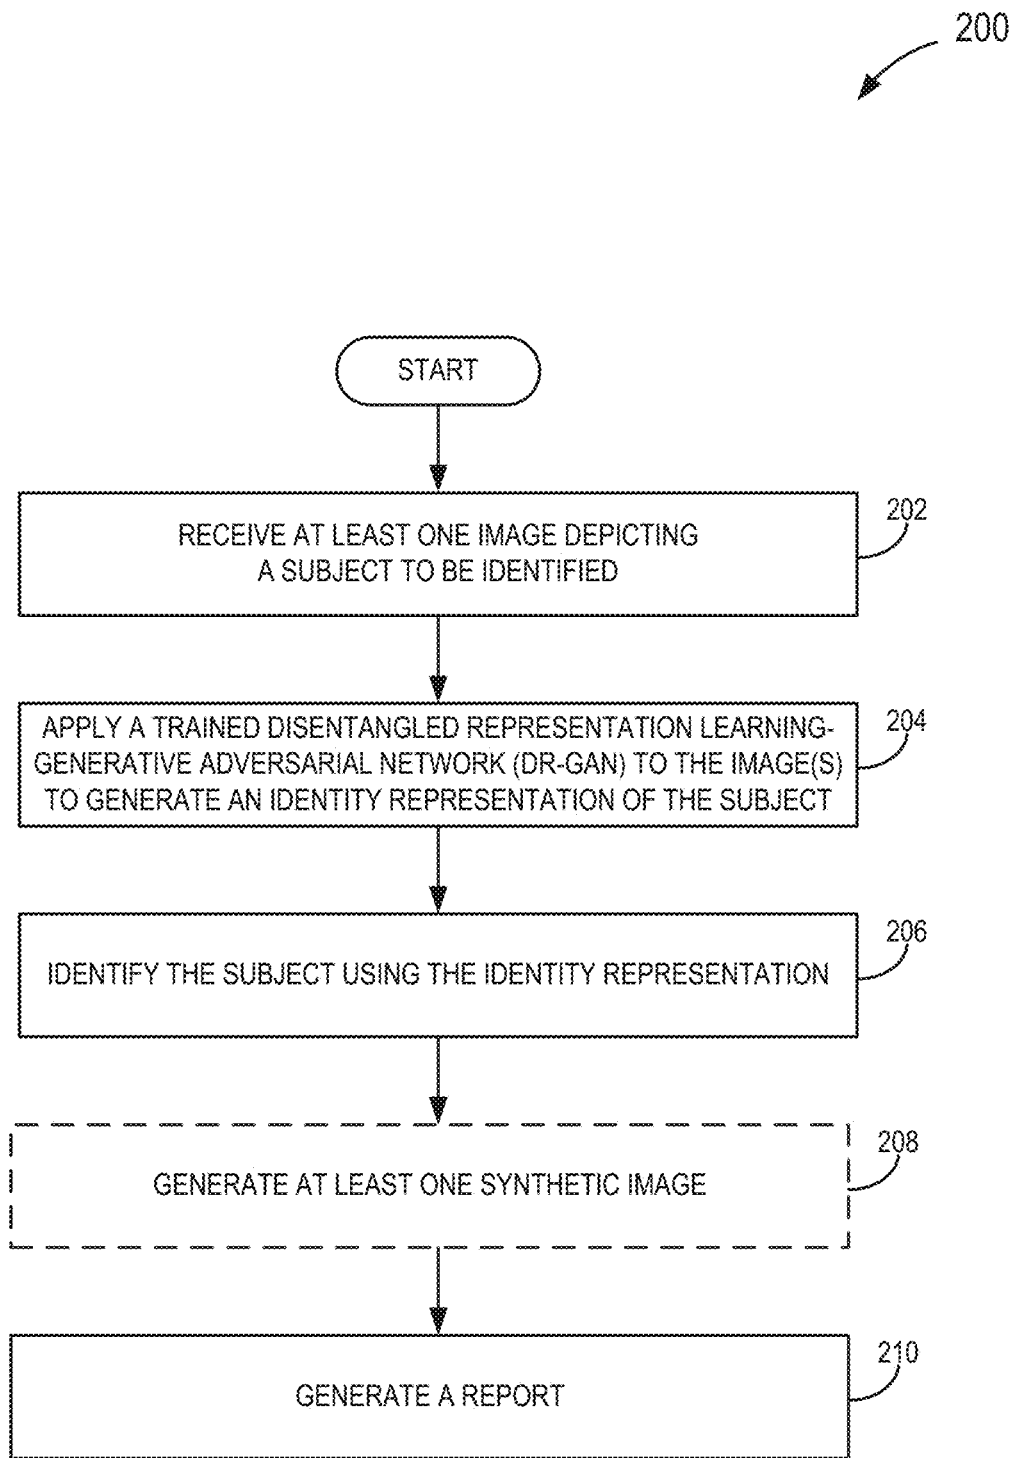 200
START
202
RECEIVE AT LEAST ONE IMAGE DEPICTING
A SUBJECT TO BE IDENTIFIED
204
APPLY A TRAINED DISENTANGLED REPRESENTATION LEARNING-
GENERATIVE ADVERSARIAL NETWORK (DR-GAN) TO THE IMAGE(S)
TO GENERATE AN IDENTITY REPRESENTATION OF THE SUBJECT
206
IDENTIFY THE SUBJECT USING THE IDENTITY REPRESENTATION
208
GENERATE AT LEAST ONE SYNTHETIC IMAGE
210
GENERATE A REPORT